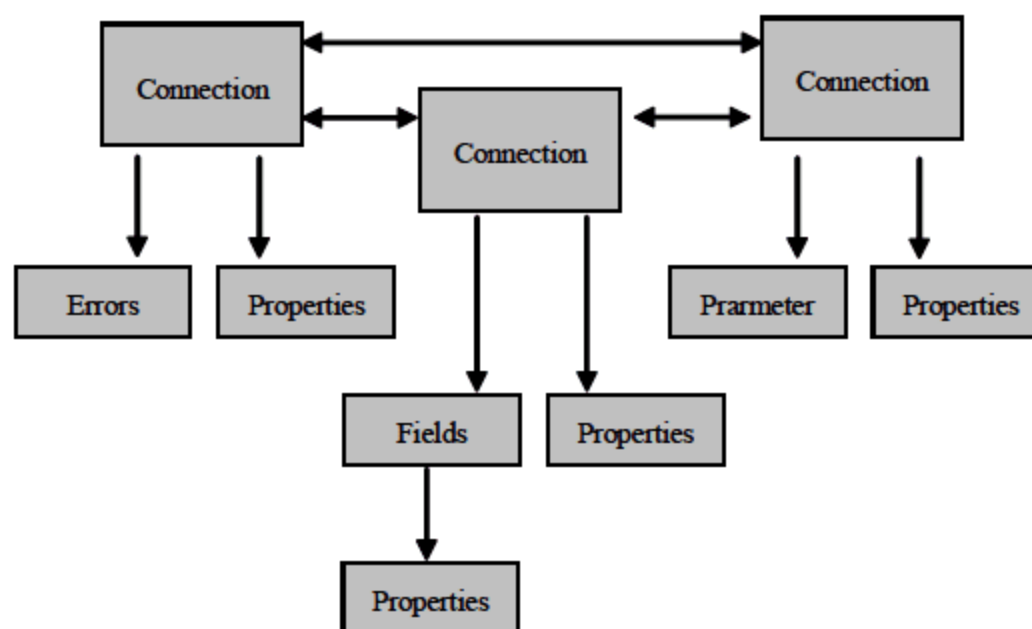 Connection
Connection
Connection
Errors
Properties
Prarmeter
Properties
Fields
Properties
Properties